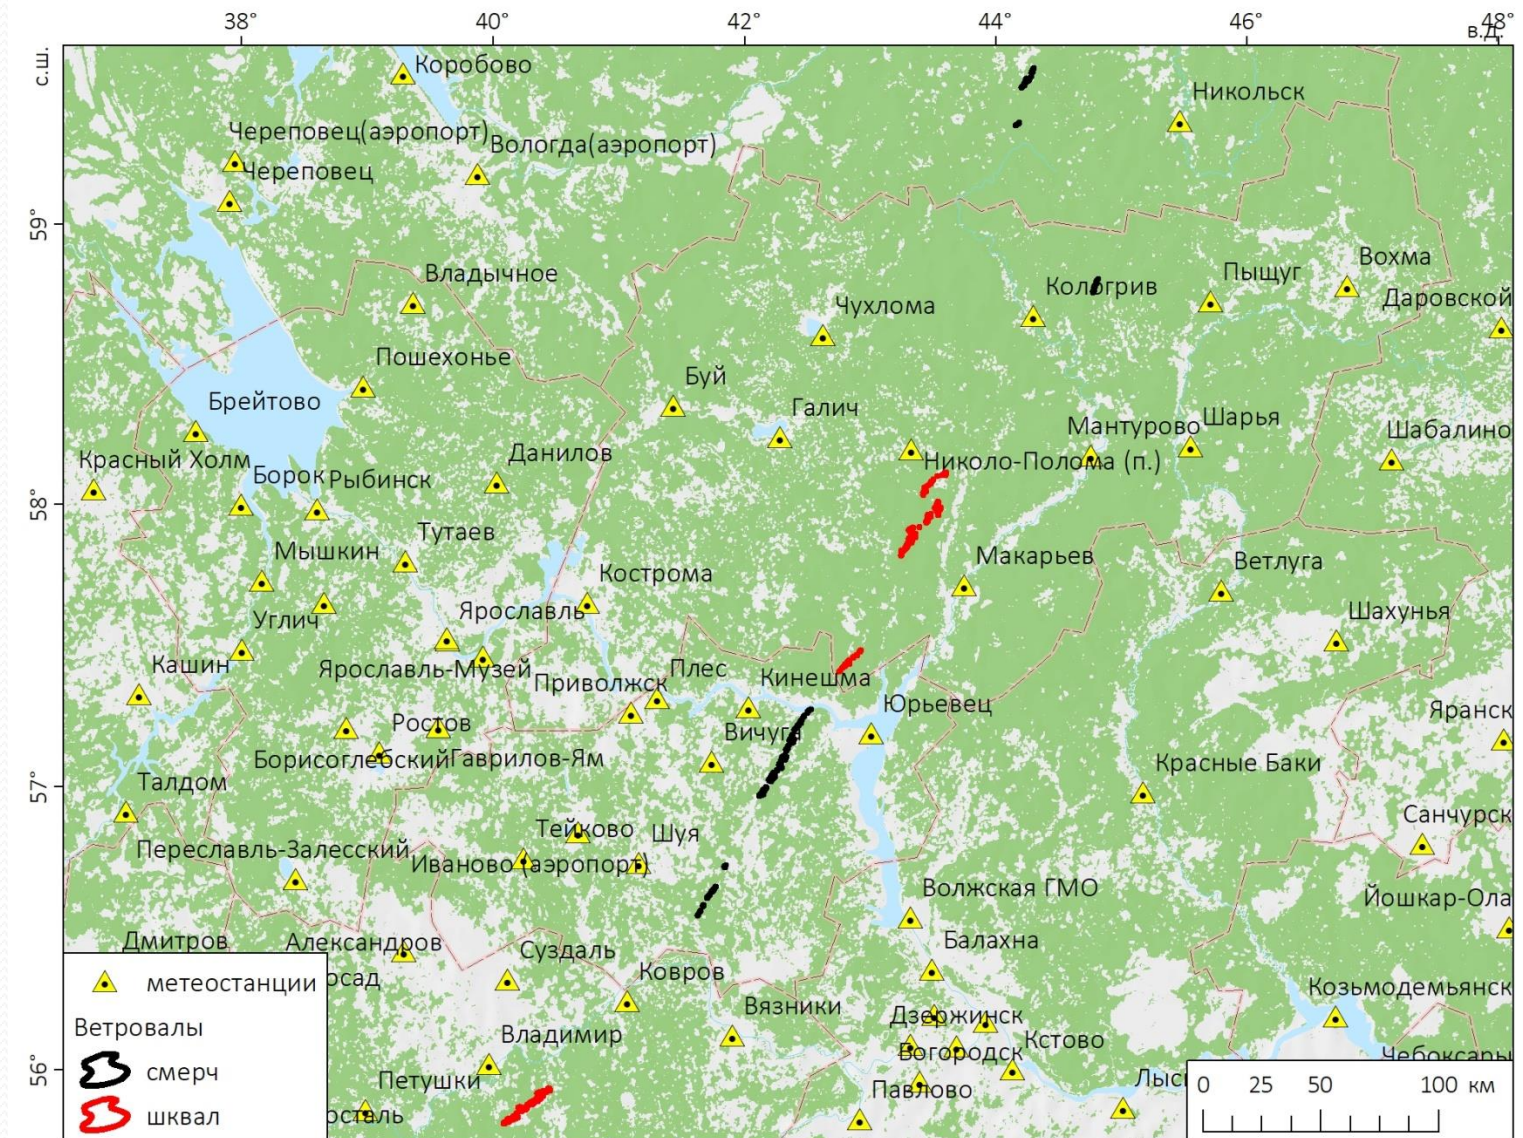 38° 40° 42° 44° 46° 48°
в.д.
с.ш.
Коробово
Никольск
Череповец(аэропорт)
Вологда(аэропорт)
Череповец
59°
Вохма
Владычное
Кологрив
Пыщуг
Даровской
Чухлома
Пошехонье
Буй
Брейтово
Галич
Мантурово
Шарья
Шабалино
Данилов
Красный Холм
Николо-Полома (п.)
Борок
Рыбинск
58°
Тутаев
Мышкин
Макарьев
Ветлуга
Кострома
Ярославль
Шахунья
Углич
Кашин
Ярославль-Музей
Плес
Приволжск
Кинешма
Юрьевец
Яранск
Ростов
Вичуга
Борисоглебский
Гаврилов-Ям
Красные Баки
57°
Талдом
Санчурск
Тейково
Шуя
Переславль-Залесский
Иваново (аэропорт)
Волжская ГМО
Йошкар-Ола
Дмитров
Александров
Суздаль
Балахна
осад
Ковров
Козьмодемьянск
Вязники
Дзержинск
Владимир
Кстово
Богородск
Чебоксары
56°
Петушки
Павлово
Лыс
осталь
метеостанции
Ветровалы
смерч
шквал
0 25 50 100 км